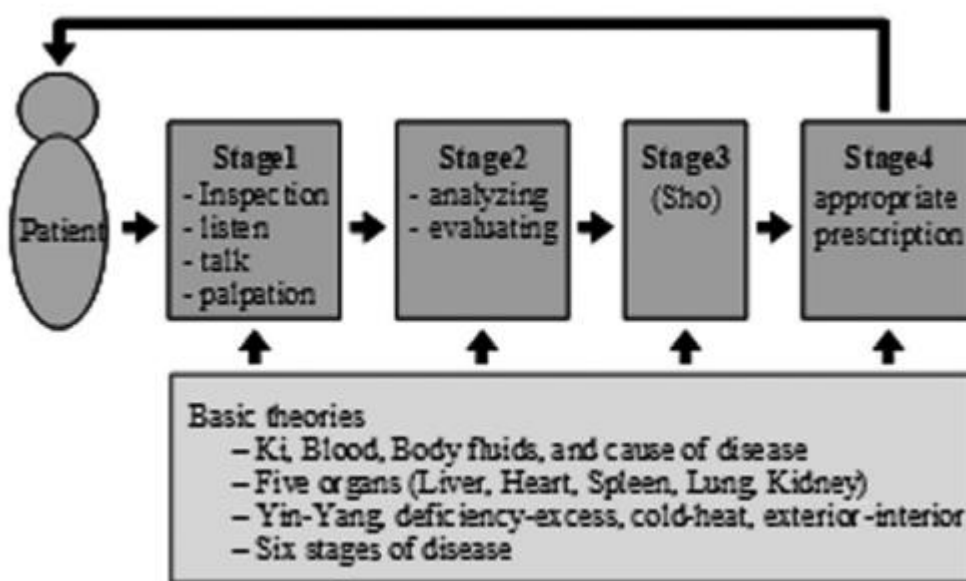 Patient
Stage1
- Inspection
- listen
- talk
- palpation
Stage2
- analyzing
- evaluating
Stage3
(Sho)
Stage4
appropriate
prescription
Basic theories
– Ki, Blood, Body fluids, and cause of disease
– Five organs (Liver, Heart, Spleen, Lung, Kidney)
– Yin-Yang, deficiency-excess, cold-heat, exterior-interior
– Six stages of disease